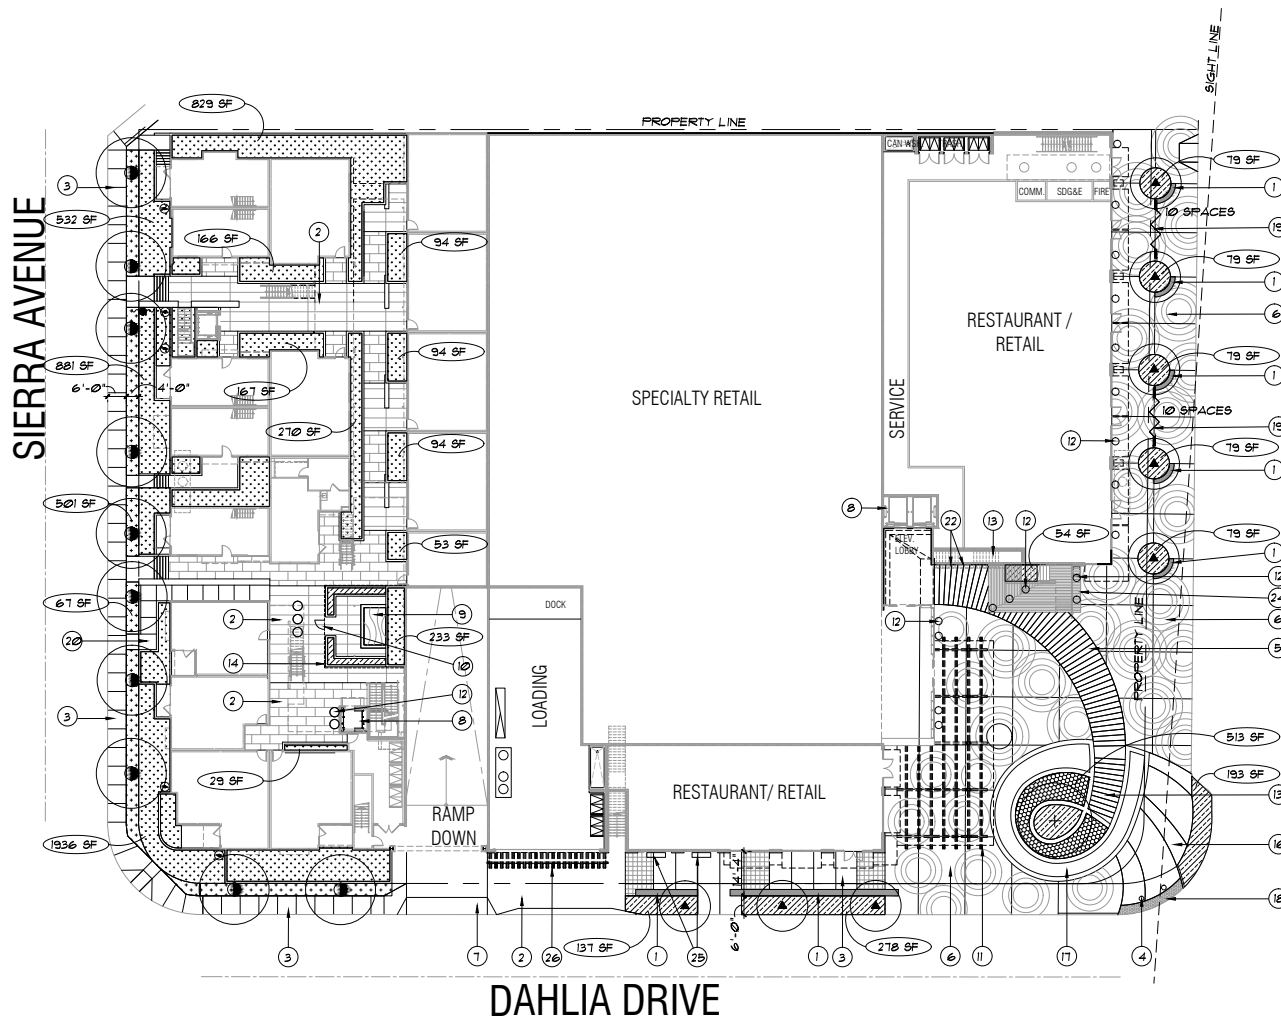 SIGHT LINE
829 SF
PROPERTY LINE
CAN WSH
TRASH
79 SF
3
1
COMM.
SDG&E
FIRE
532 SF
10 SPACES
2
19
166 SF
94 SF
79 SF
1
SIERRA AVENUE
6
RESTAURANT /
RETAIL
94 SF
79 SF
881 SF
1
6'-0"
4'-0"
167 SF
SPECIALTY RETAIL
SERVICE
10 SPACES
270 SF
19
12
94 SF
79 SF
1
501 SF
8
22
13
12
54 SF
53 SF
ELEV.
LOBBY
1
12
67 SF
DOCK
24
2
9
12
6
20
233 SF
PROPERTY LINE
5
14
10
2
12
LOADING
3
8
513 SF
29 SF
193 SF
RESTAURANT/ RETAIL
13
RAMP
DOWN
1936 SF
16
14'-4"
18
6'-0"
137 SF
278 SF
3
7
2
26
1
25
1
3
6
11
17
4
DAHLIA DRIVE